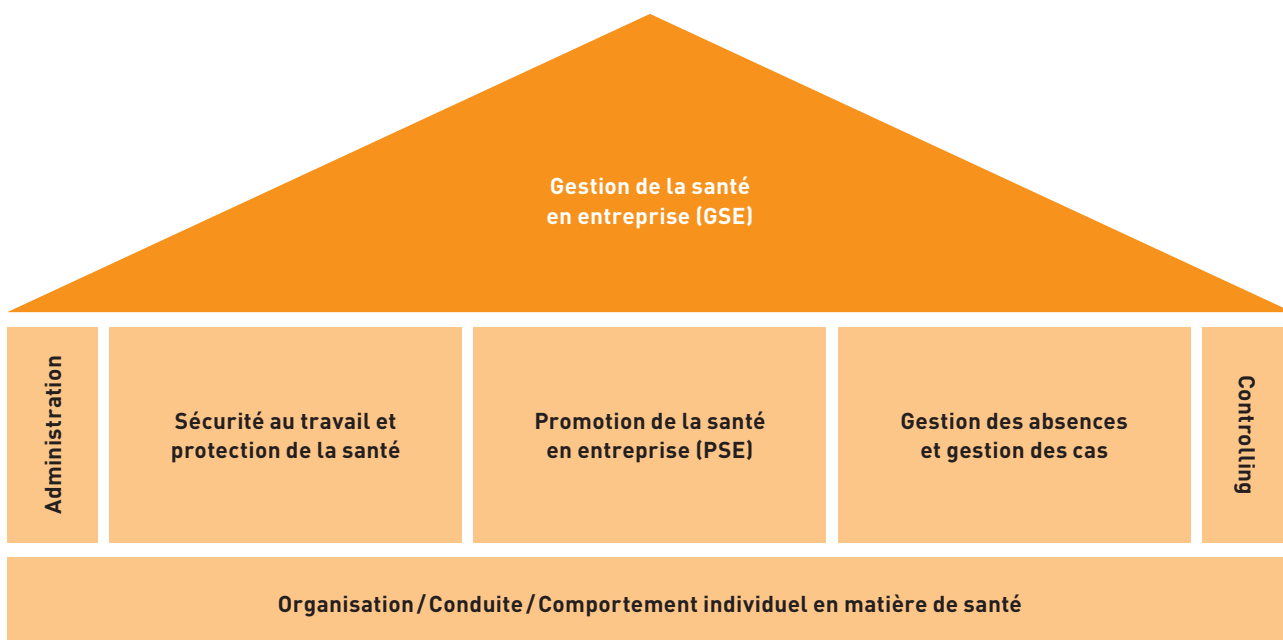 Gestion de la santé
en entreprise (GSE)
Administration
Sécurité au travail et
protection de la santé
Promotion de la santé
en entreprise (PSE)
Gestion des absences
et gestion des cas
Controlling
Organisation/Conduite/Comportement individuel en matière de santé